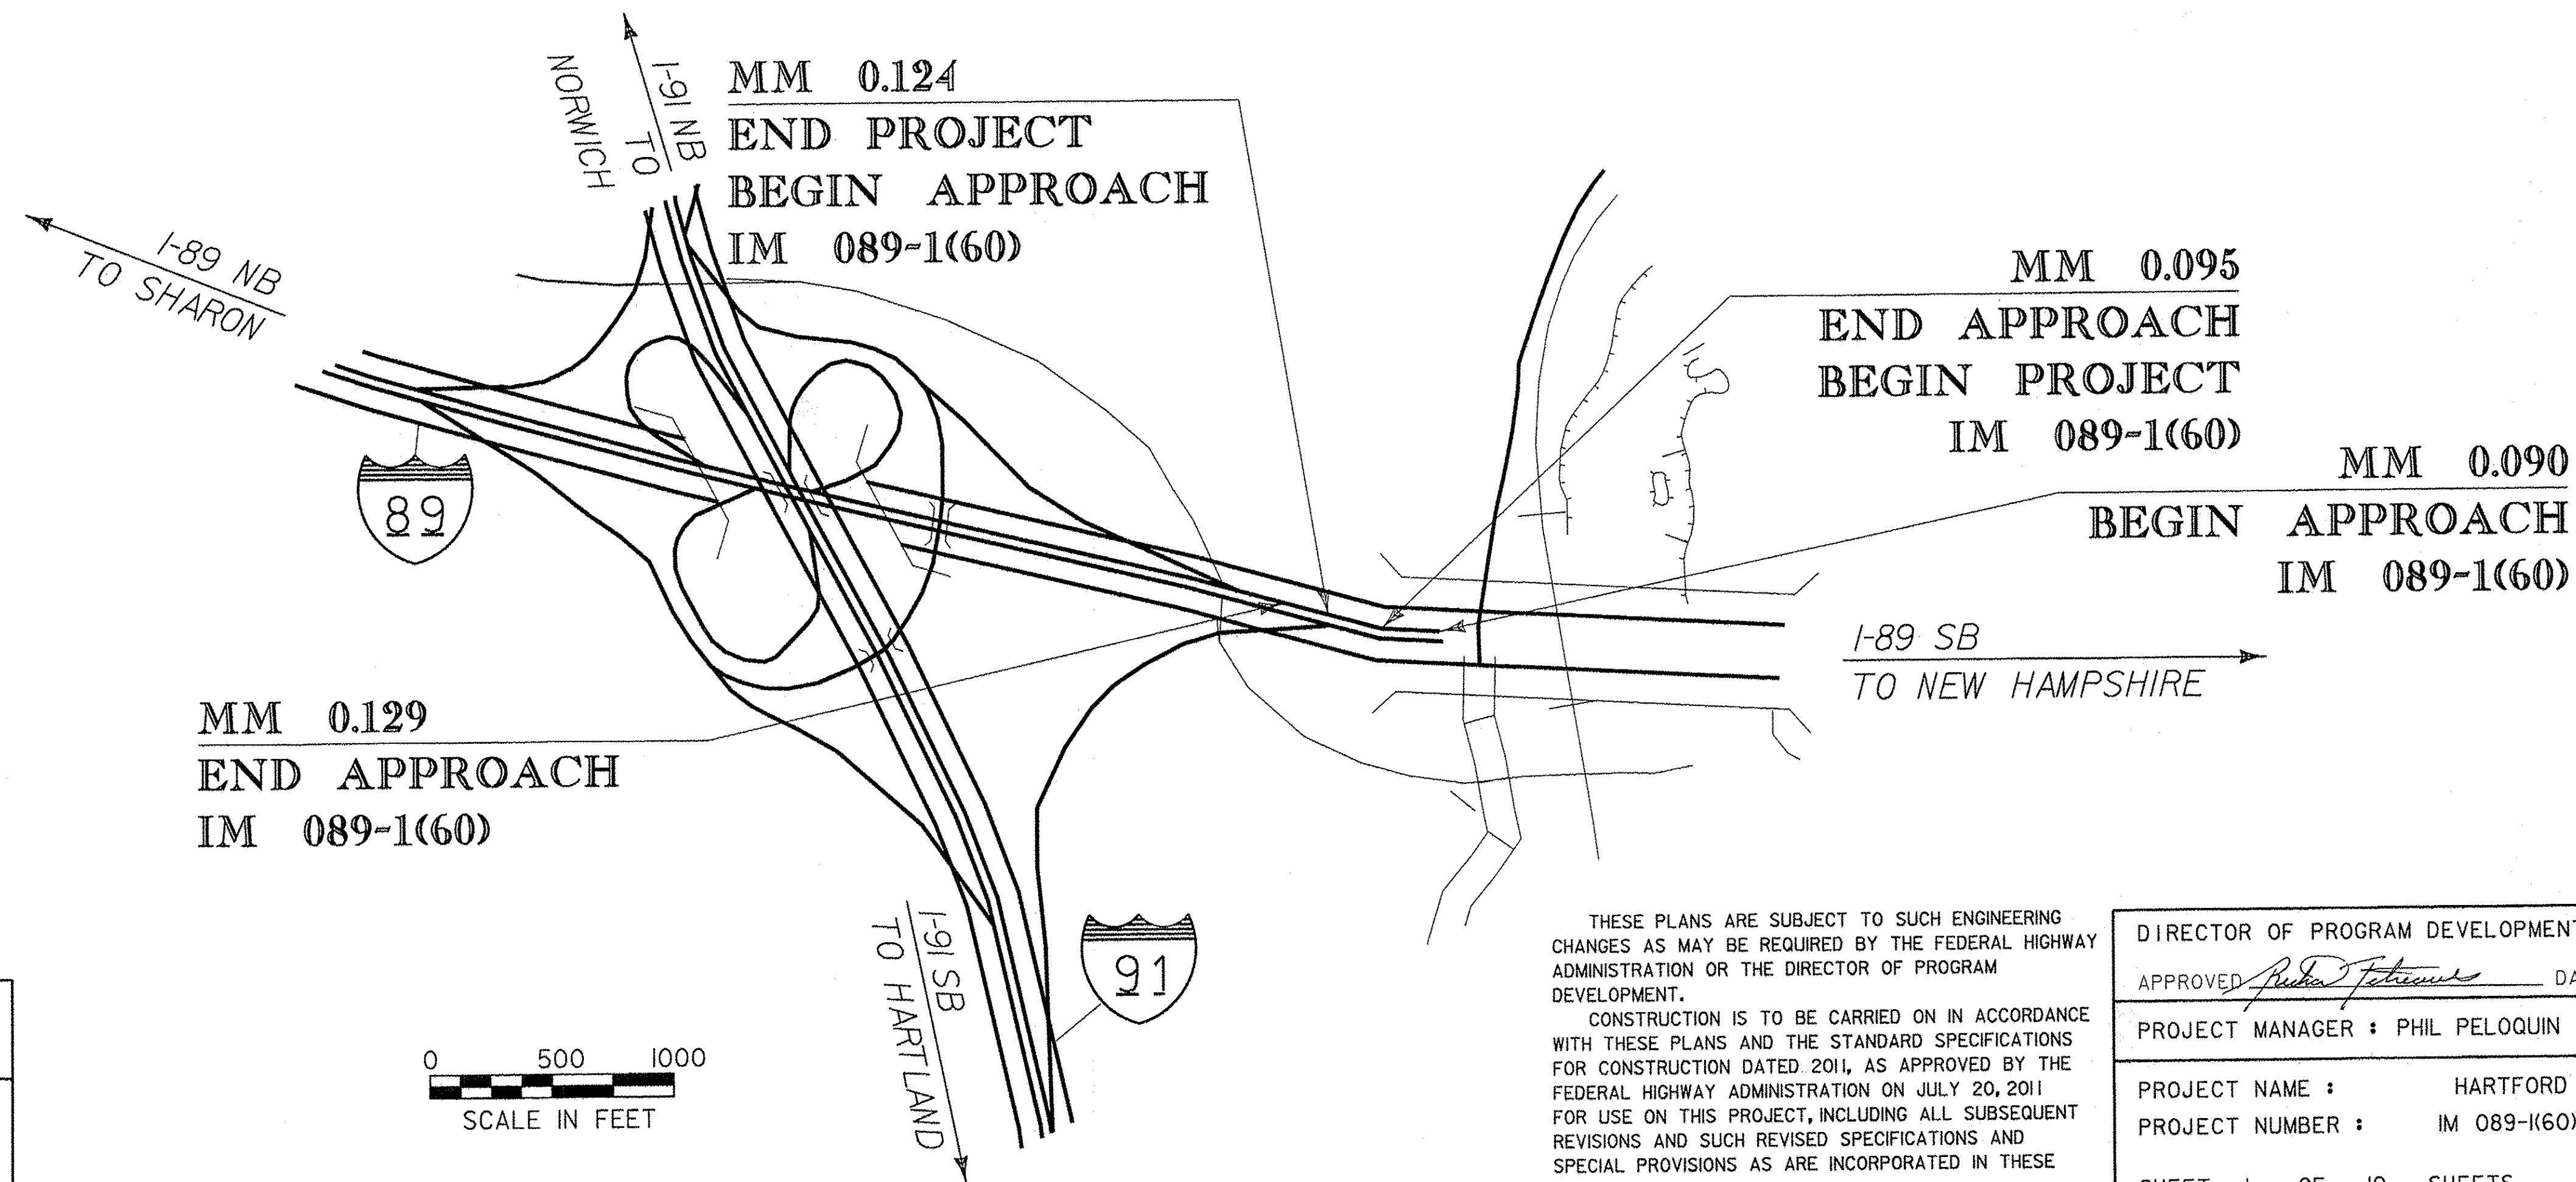 I-91 NB
TO
NORWICH
MM 0.124
END PROJECT
BEGIN APPROACH
IM 089-1(60)
I-89 NB
TO SHARON
MM 0.095
END APPROACH
BEGIN PROJECT
IM 089-1(60)
MM 0.090
BEGIN APPROACH
IM 089-1(60)
89
I-89 SB
TO NEW HAMPSHIRE
MM 0.129
END APPROACH
IM 089-1(60)
I-91 SB
TO HARTLAND
91
0 500 1000
SCALE IN FEET
THESE PLANS ARE SUBJECT TO SUCH ENGINEERING
CHANGES AS MAY BE REQUIRED BY THE FEDERAL HIGHWAY
ADMINISTRATION OR THE DIRECTOR OF PROGRAM
DEVELOPMENT.
CONSTRUCTION IS TO BE CARRIED ON IN ACCORDANCE
WITH THESE PLANS AND THE STANDARD SPECIFICATIONS
FOR CONSTRUCTION DATED 2011, AS APPROVED BY THE
FEDERAL HIGHWAY ADMINISTRATION ON JULY 20, 2011
FOR USE ON THIS PROJECT, INCLUDING ALL SUBSEQUENT
REVISIONS AND SUCH REVISED SPECIFICATIONS AND
SPECIAL PROVISIONS AS ARE INCORPORATED IN THESE
DIRECTOR OF PROGRAM DEVELOPMENT
APPROVED DA
PROJECT MANAGER : PHIL PELOQUIN
PROJECT NAME : HARTFORD
PROJECT NUMBER : IM 089-1(60)